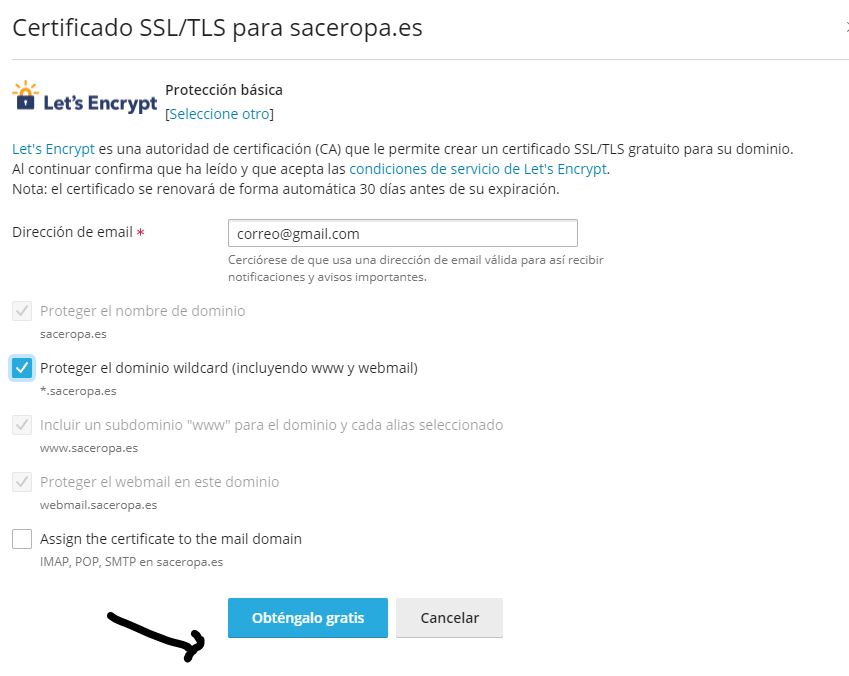 Certificado SSL/TLS para saceropa.es
Let's Encrypt
Protección básica
[Seleccione otro]
Let's Encrypt es una autoridad de certificación (CA) que le permite crear un certificado SSL/TLS gratuito para su dominio.
Al continuar confirma que ha leído y que acepta las condiciones de servicio de Let's Encrypt.
Nota: el certificado se renovará de forma automática 30 días antes de su expiración.
Dirección de email *
correo@gmail.com
Cerciórese de que usa una dirección de email válida para así recibir
notificaciones y avisos importantes.
Proteger el nombre de dominio
saceropa.es
Proteger el dominio wildcard (incluyendo www y webmail)
*.saceropa.es
Incluir un subdominio "www" para el dominio y cada alias seleccionado
www.saceropa.es
Proteger el webmail en este dominio
webmail.saceropa.es
Assign the certificate to the mail domain
IMAP, POP, SMTP en saceropa.es
Obténgalo gratis
Cancelar